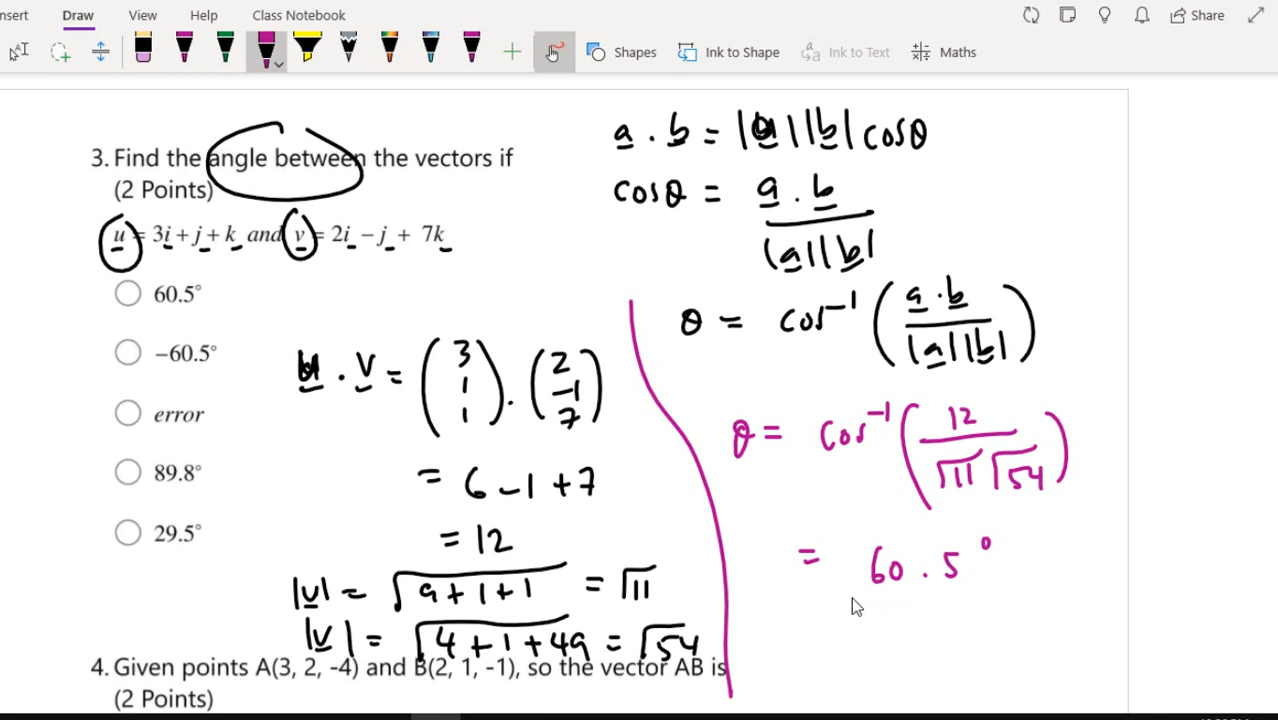 nsert Draw View Help Class Notebook Share
Shapes Ink to Shape Ink to Text Maths
3. Find the angle between the vectors if
(2 Points)
u = 3i + j + k and v = 2i − j + 7k
60.5°
−60.5°
error
89.8°
29.5°
u . v = (3 1 1) . (2 -1 7)
= 6 - 1 + 7
= 12
|u| = √9+1+1 = √11
|v| = √4+1+49 = √54
a . b = |a||b| cosθ
cosθ = a . b / |a||b|
θ = cos⁻¹ (a . b / |a||b|)
θ = cos⁻¹ (12 / √11 √54)
= 60.5°
4. Given points A(3, 2, -4) and B(2, 1, -1), so the vector AB is
(2 Points)